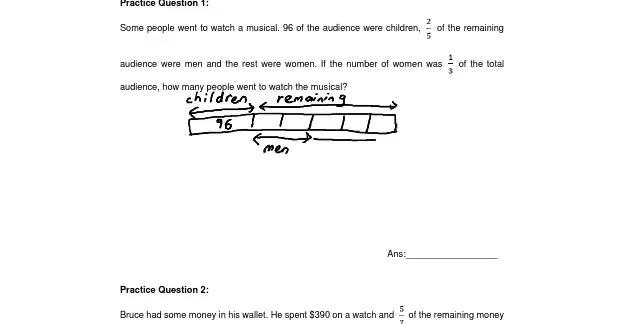 Practice Question 1:
Some people went to watch a musical. 96 of the audience were children, 2/5 of the remaining
audience were men and the rest were women. If the number of women was 1/3 of the total
audience, how many people went to watch the musical?
children remaining
96
men
Ans:
Practice Question 2:
Bruce had some money in his wallet. He spent $390 on a watch and 5/7 of the remaining money